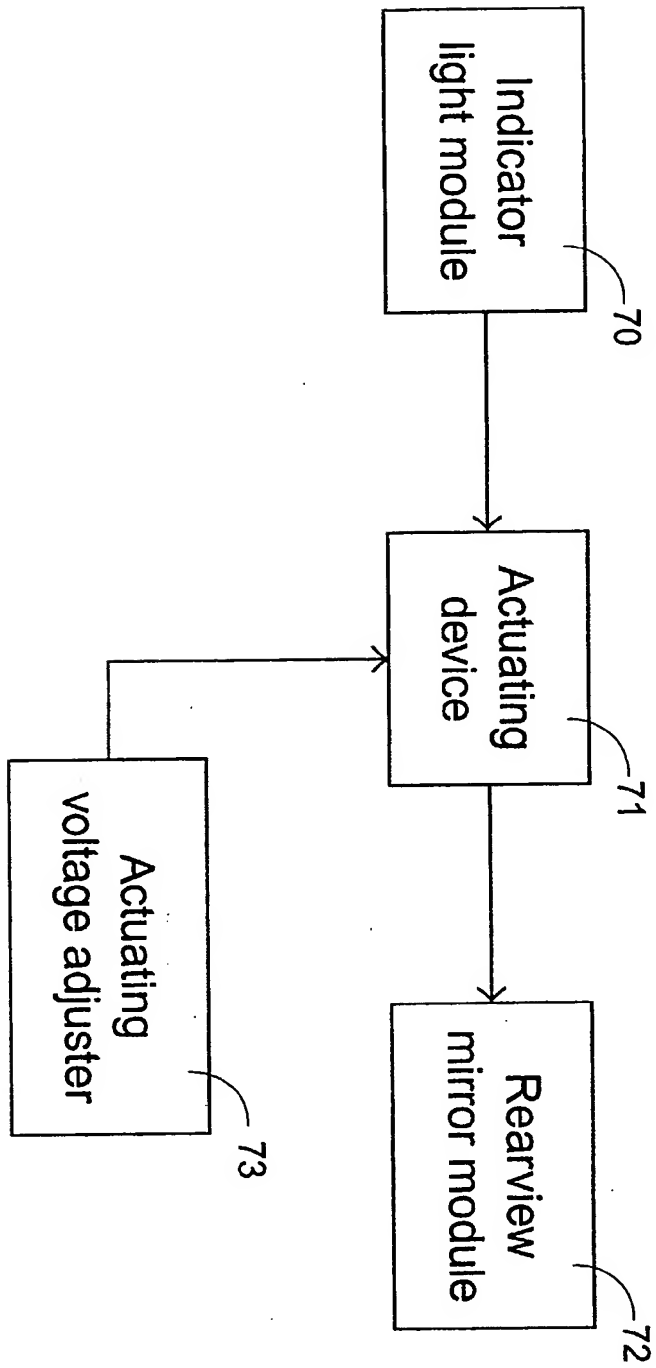 Indicator
light module
70
Actuating
device
71
Rearview
mirror module
72
Actuating
voltage adjuster
73